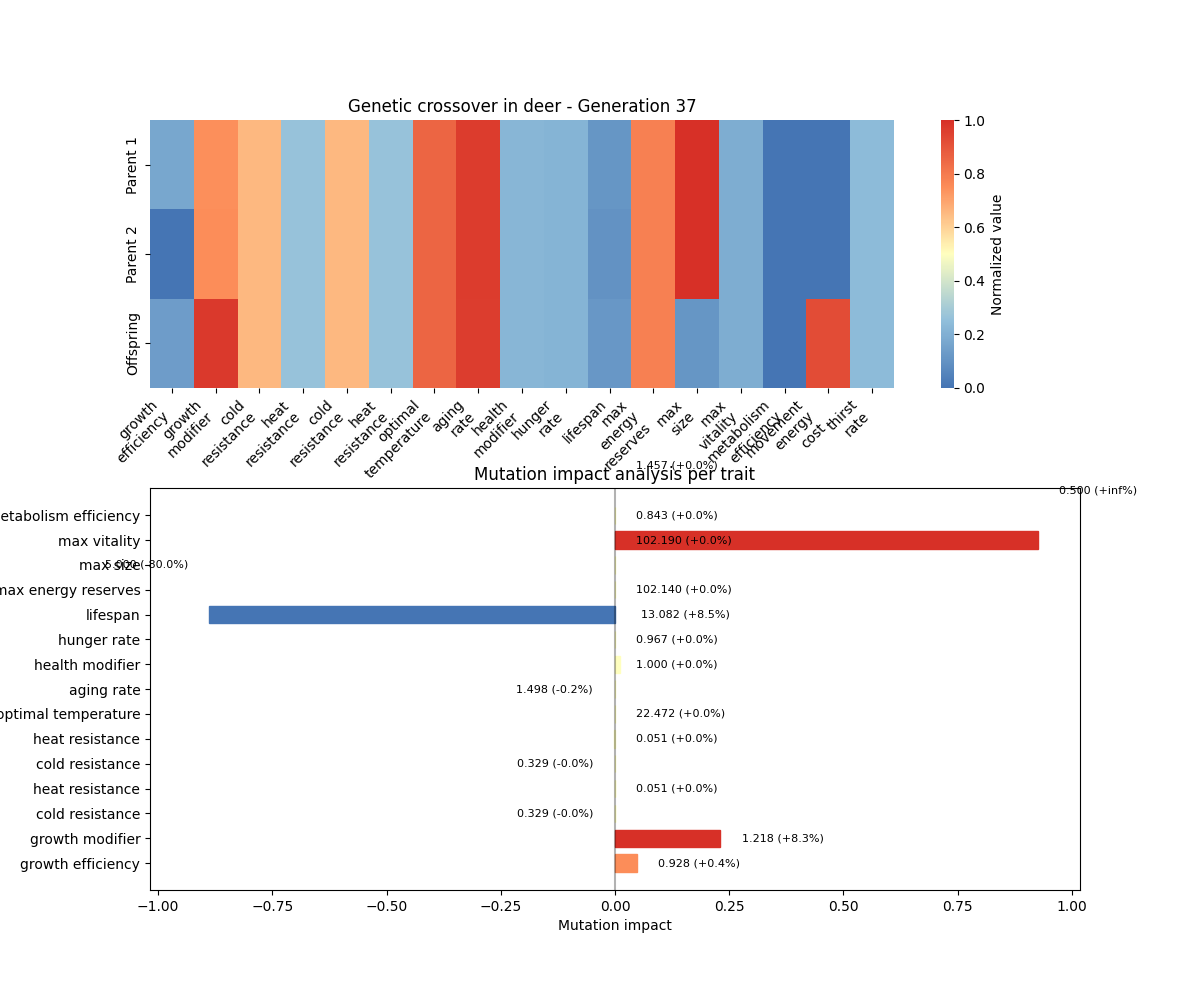 Genetic crossover in deer - Generation 37
Parent 1
Parent 2
Offspring
growth
efficiency
growth
modifier
cold
resistance
heat
resistance
cold
resistance
heat
resistance
optimal
temperature
aging
rate
health
modifier
hunger
rate
lifespan
max
energy
reserves
max
size
max
vitality
metabolism
efficiency
movement
energy
cost
thirst
rate
1.0
0.8
0.6
0.4
0.2
0.0
Normalized value
1.457 (+0.0%)
Mutation impact analysis per trait
0.500 (+inf%)
etabolism efficiency
0.843 (+0.0%)
max vitality
102.190 (+0.0%)
max size
5.000 (-80.0%)
max energy reserves
102.140 (+0.0%)
lifespan
13.082 (+8.5%)
hunger rate
0.967 (+0.0%)
health modifier
1.000 (+0.0%)
aging rate
1.498 (-0.2%)
optimal temperature
22.472 (+0.0%)
heat resistance
0.051 (+0.0%)
cold resistance
0.329 (-0.0%)
heat resistance
0.051 (+0.0%)
cold resistance
0.329 (-0.0%)
growth modifier
1.218 (+8.3%)
growth efficiency
0.928 (+0.4%)
−1.00
−0.75
−0.50
−0.25
0.00
0.25
0.50
0.75
1.00
Mutation impact